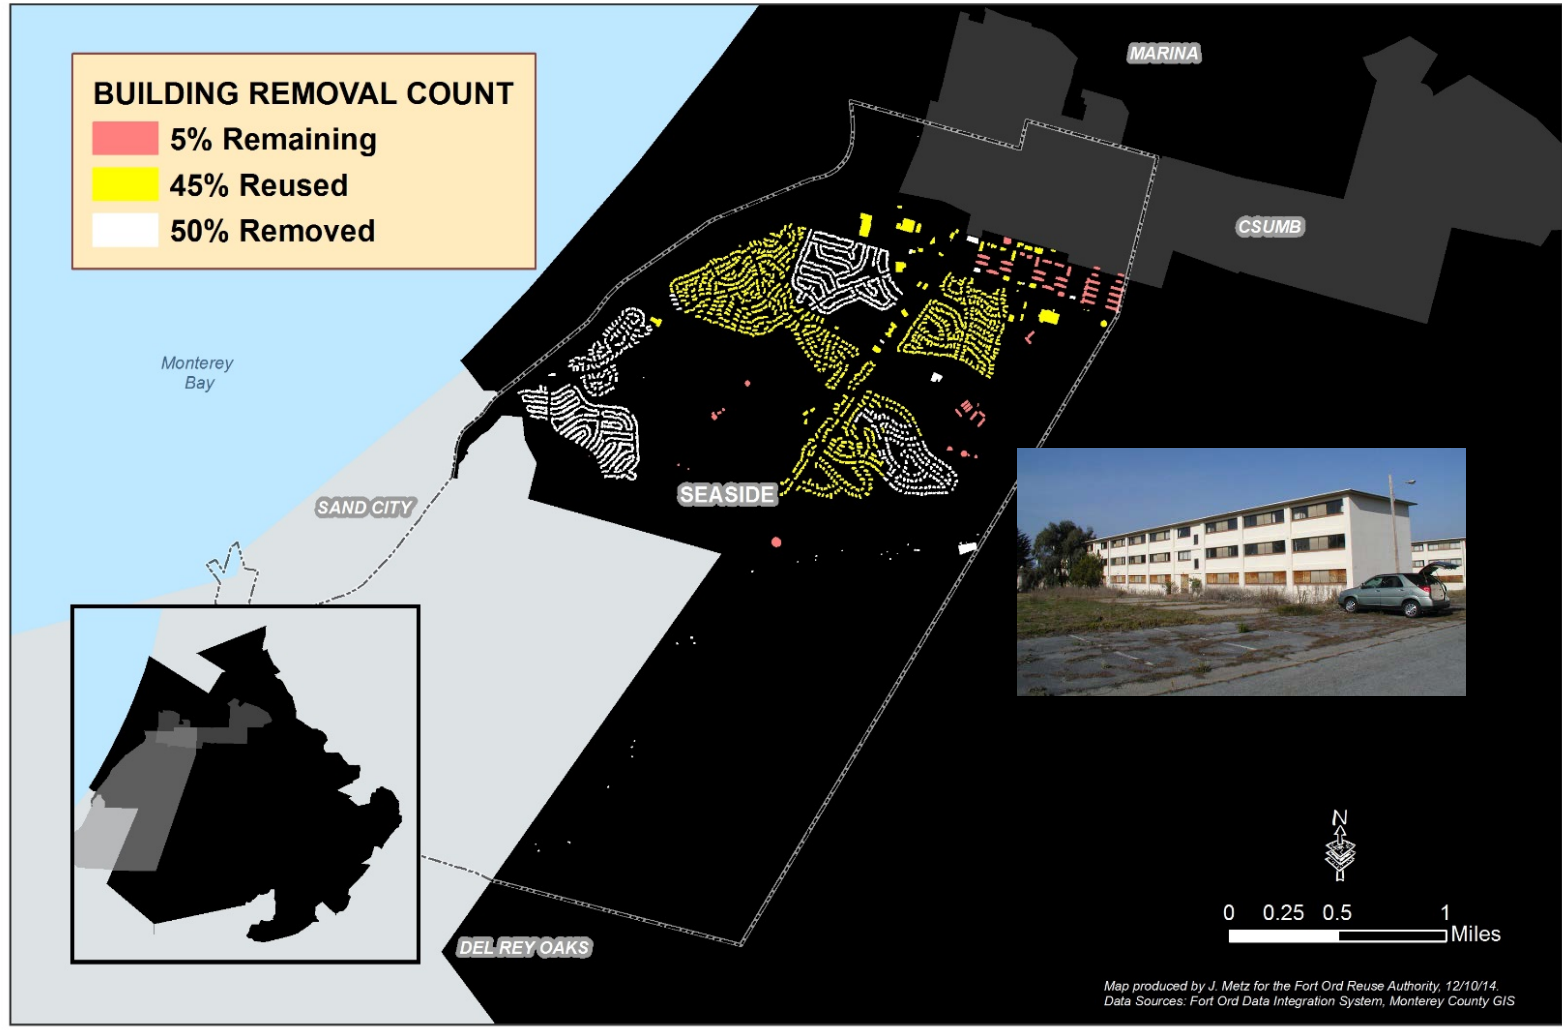 BUILDING REMOVAL COUNT
5% Remaining
45% Reused
50% Removed
MARINA
CSUMB
Monterey
Bay
SAND CITY
SEASIDE
DEL REY OAKS
N
0 0.25 0.5 1
Miles
Map produced by J. Metz for the Fort Ord Reuse Authority, 12/10/14.
Data Sources: Fort Ord Data Integration System, Monterey County GIS